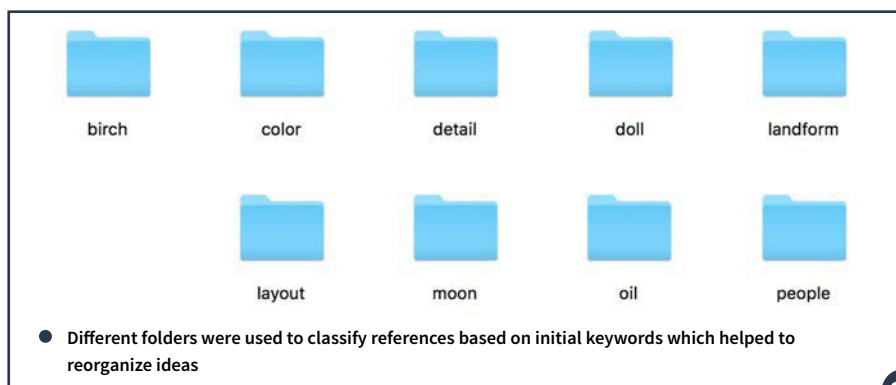 birch color detail doll landform
layout moon oil people
Different folders were used to classify references based on initial keywords which helped to
reorganize ideas